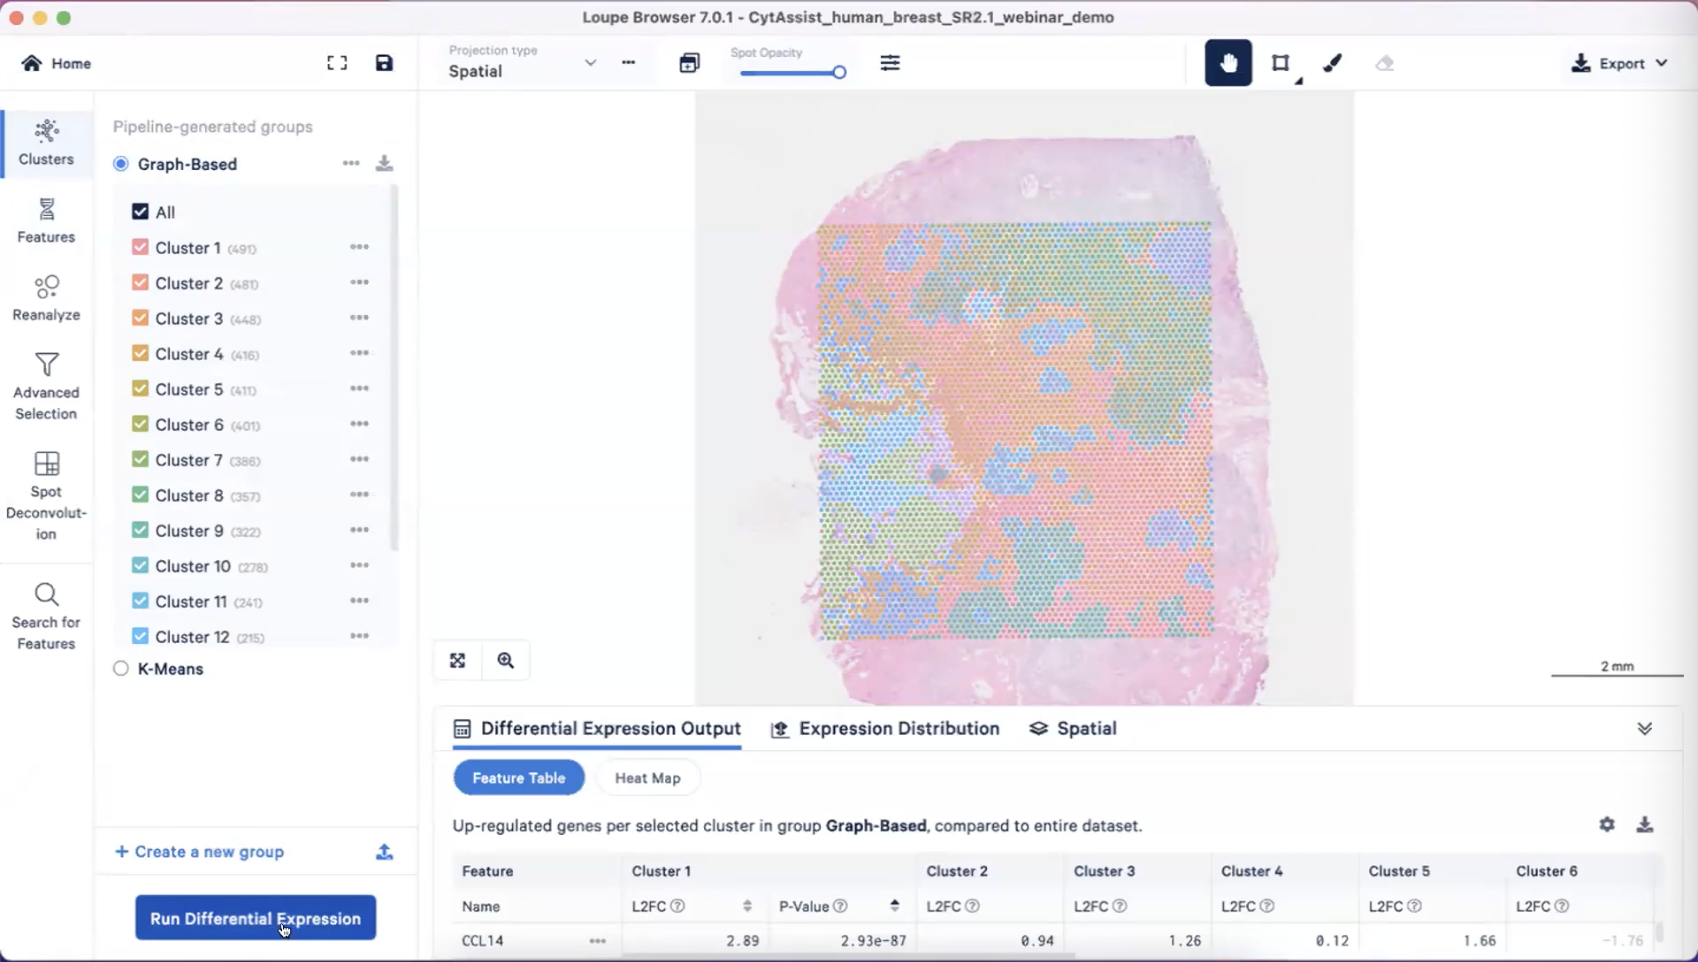 Loupe Browser 7.0.1 - CytAssist_human_breast_SR2.1_webinar_demo
Home
Projection type
Spatial
Spot Opacity
Export
Clusters
Features
Reanalyze
Advanced
Selection
Spot
Deconvolut-
ion
Search for
Features
Pipeline-generated groups
Graph-Based
All
Cluster 1 (491)
Cluster 2 (481)
Cluster 3 (448)
Cluster 4 (416)
Cluster 5 (411)
Cluster 6 (401)
Cluster 7 (386)
Cluster 8 (357)
Cluster 9 (322)
Cluster 10 (278)
Cluster 11 (241)
Cluster 12 (215)
K-Means
+ Create a new group
Run Differential Expression
2 mm
Differential Expression Output Expression Distribution Spatial
Feature Table Heat Map
Up-regulated genes per selected cluster in group Graph-Based, compared to entire dataset.
Feature Cluster 1 Cluster 2 Cluster 3 Cluster 4 Cluster 5 Cluster 6
Name L2FC P-Value L2FC L2FC L2FC L2FC L2FC
CCL14 2.89 2.93e-87 0.94 1.26 0.12 1.66 -1.76